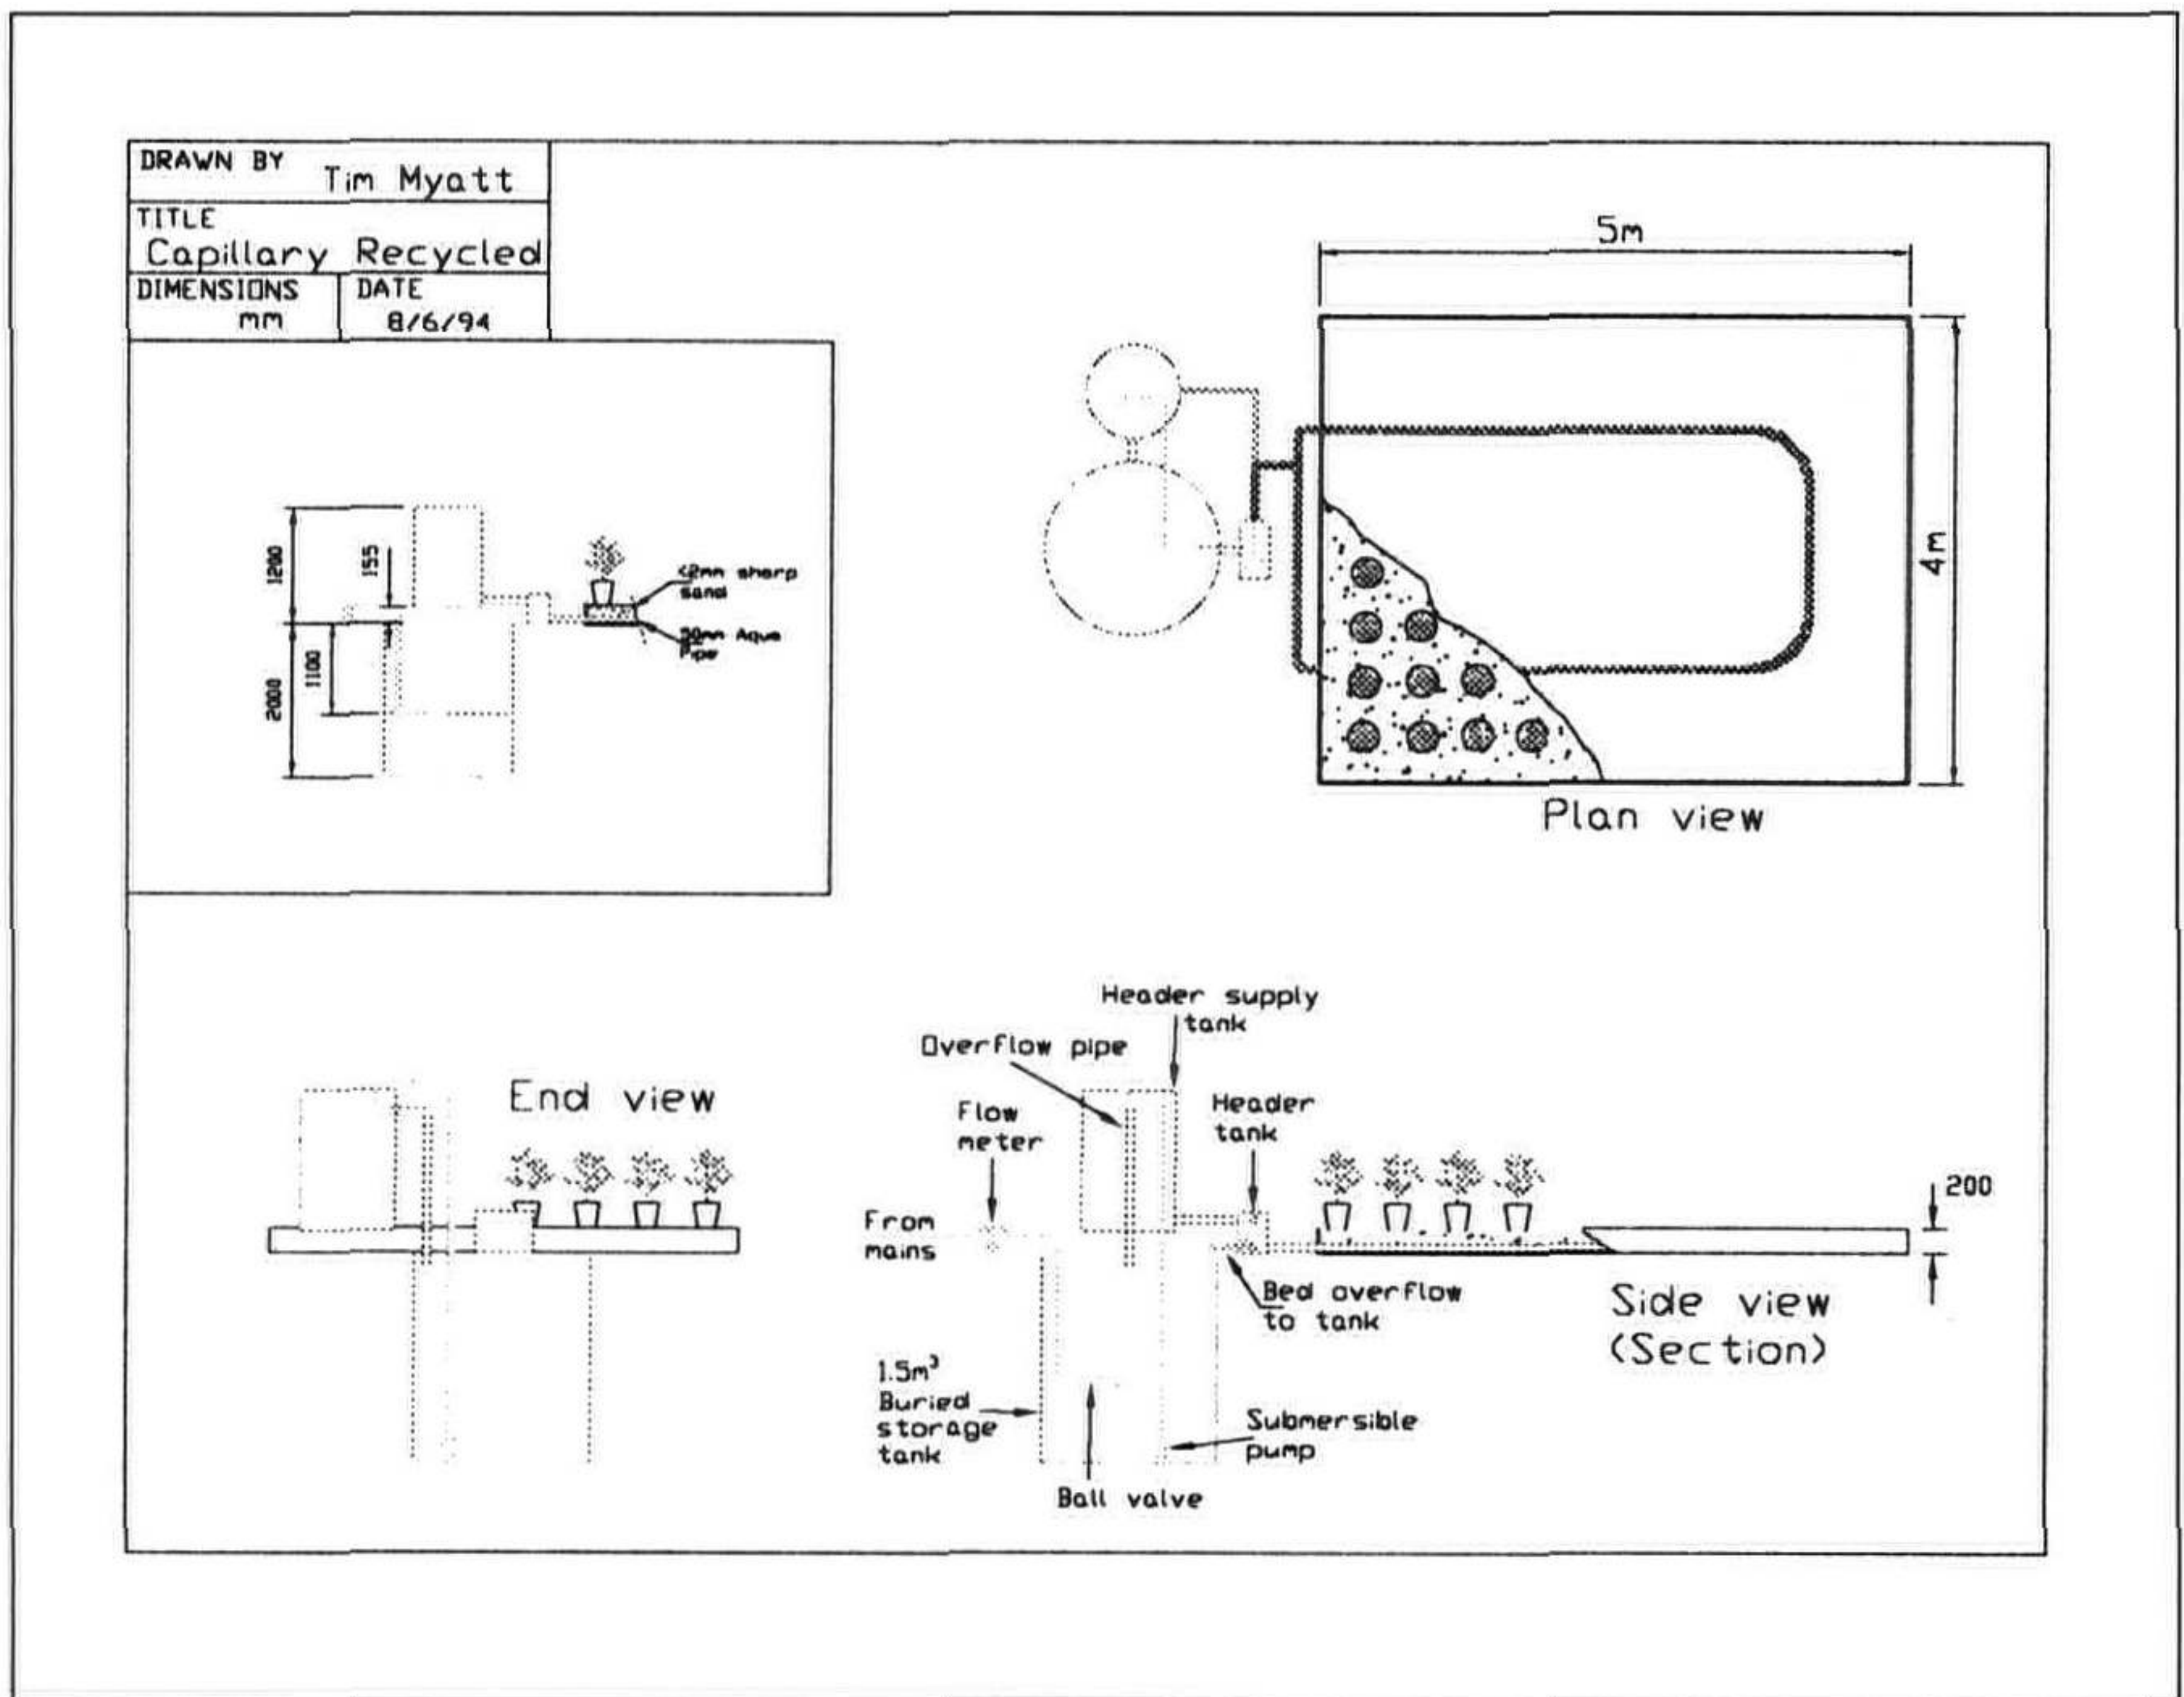 DRAWN BY
Tim Myatt
TITLE
Capillary Recycled
DIMENSIONS
mm
DATE
8/6/94
1200
155
2000
1100
<2mm sharp
sand
50mm Aqua
Pipe
5m
4m
Plan view
End view
Header supply
tank
Overflow pipe
Flow
meter
Header
tank
From
mains
200
Bed overflow
to tank
Side view
(Section)
1.5m³
Buried
storage
tank
Submersible
pump
Ball valve